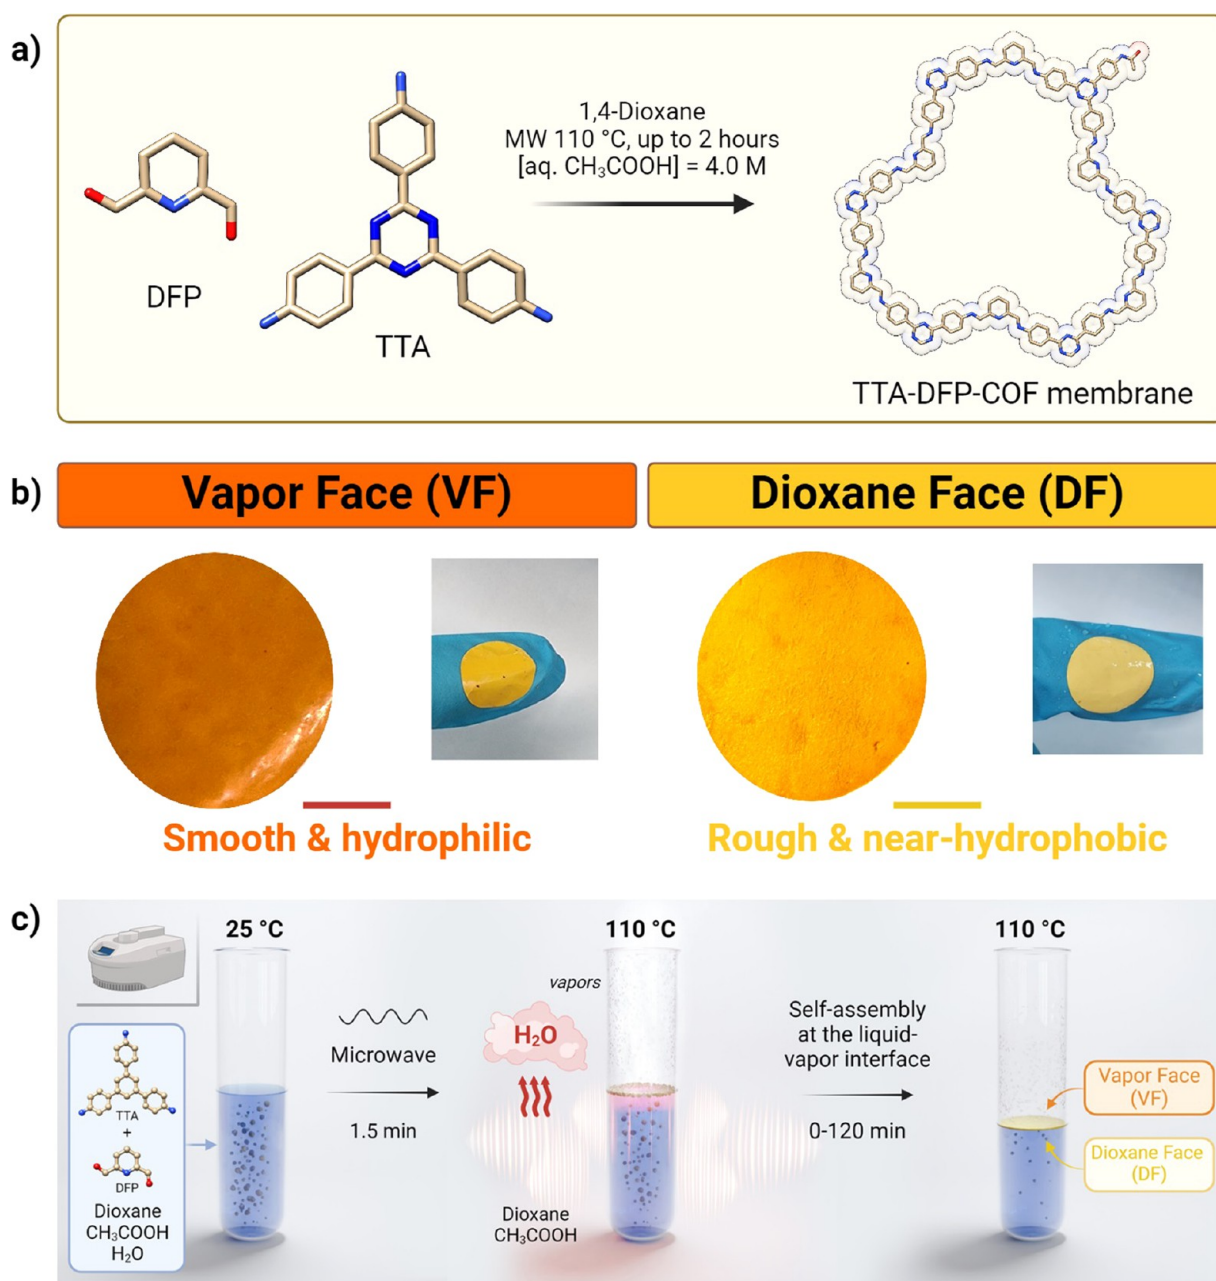 a)
DFP
TTA
1,4-Dioxane
MW 110 °C, up to 2 hours
[aq. CH₃COOH] = 4.0 M
TTA-DFP-COF membrane
b)
Vapor Face (VF)
Dioxane Face (DF)
Smooth & hydrophilic
Rough & near-hydrophobic
c)
25 °C
TTA
+
DFP
Dioxane
CH₃COOH
H₂O
Microwave
1.5 min
110 °C
vapors
H₂O
Dioxane
CH₃COOH
Self-assembly
at the liquid-
vapor interface
0-120 min
110 °C
Vapor Face
(VF)
Dioxane Face
(DF)